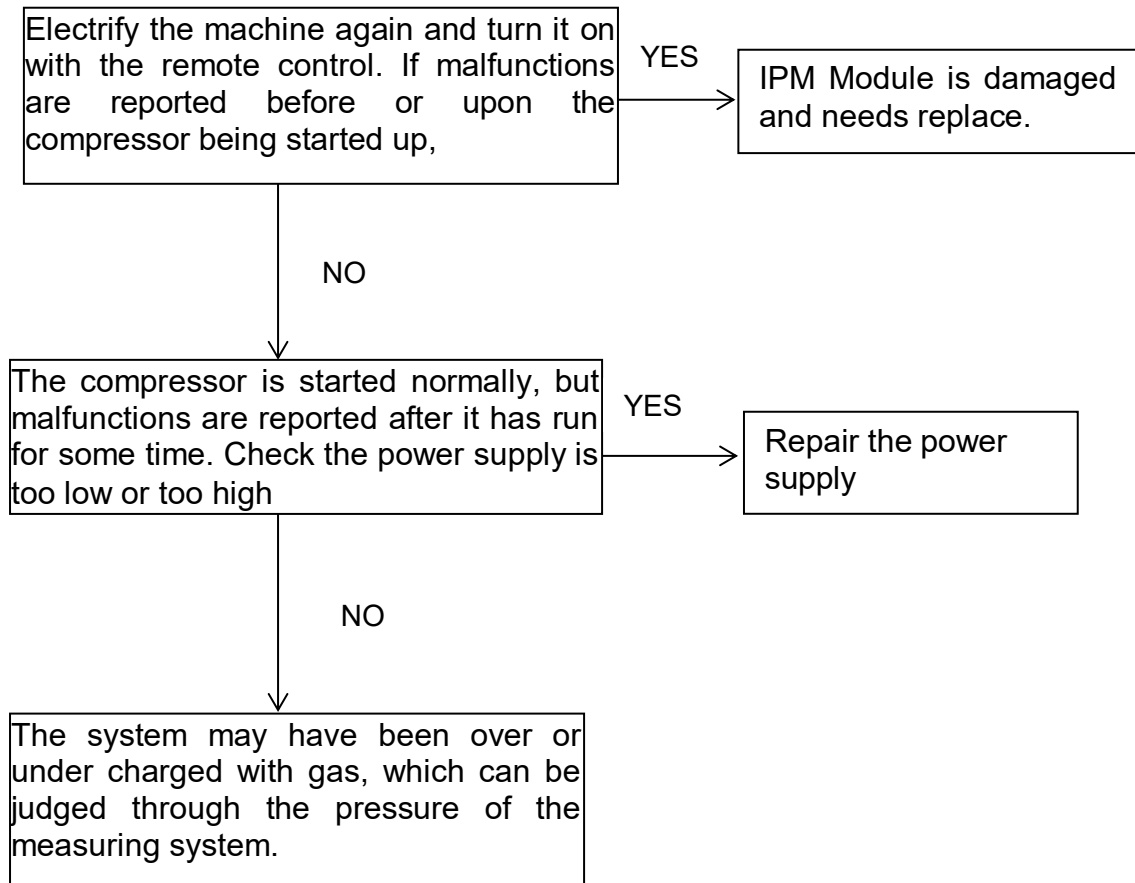 Electrify the machine again and turn it on
with the remote control. If malfunctions
are reported before or upon the
compressor being started up,
YES
IPM Module is damaged
and needs replace.
NO
The compressor is started normally, but
malfunctions are reported after it has run
for some time. Check the power supply is
too low or too high
YES
Repair the power
supply
NO
The system may have been over or
under charged with gas, which can be
judged through the pressure of the
measuring system.